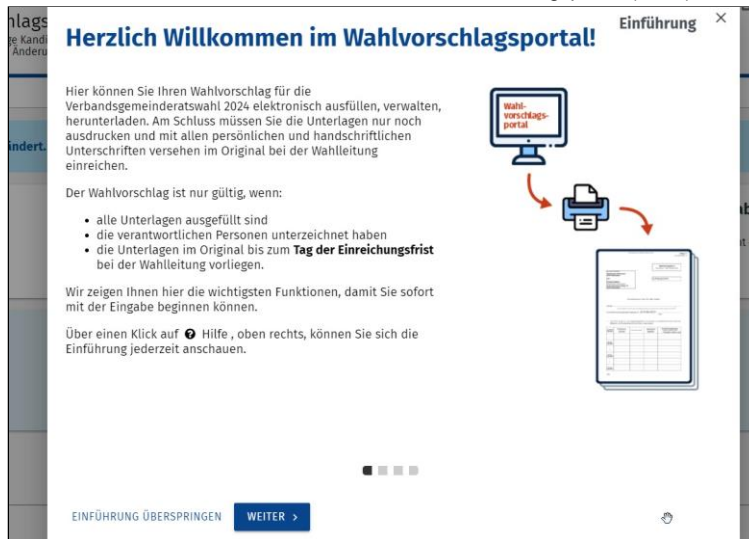 Einführung
Herzlich Willkommen im Wahlvorschlagsportal!
Hier können Sie Ihren Wahlvorschlag für die
Verbandsgemeinderatswahl 2024 elektronisch ausfüllen, verwalten,
herunterladen. Am Schluss müssen Sie die Unterlagen nur noch
ausdrucken und mit allen persönlichen und handschriftlichen
Unterschriften versehen im Original bei der Wahlleitung
einreichen.
Der Wahlvorschlag ist nur gültig, wenn:
• alle Unterlagen ausgefüllt sind
• die verantwortlichen Personen unterzeichnet haben
• die Unterlagen im Original bis zum Tag der Einreichungsfrist
bei der Wahlleitung vorliegen.
Wir zeigen Ihnen hier die wichtigsten Funktionen, damit Sie sofort
mit der Eingabe beginnen können.
Über einen Klick auf ? Hilfe , oben rechts, können Sie sich die
Einführung jederzeit anschauen.
Wahl-
vorschlags-
portal
ändert.
EINFÜHRUNG ÜBERSPRINGEN
WEITER >